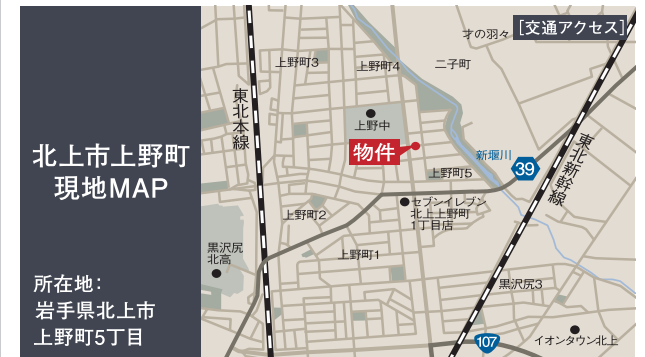 北上市上野町
現地MAP
所在地：
岩手県北上市
上野町5丁目
[交通アクセス]
才の羽々
上野町3
上野町4
二子町
東北本線
上野中
物件
新堰川
39
東北新幹線
上野町5
セブンイレブン
北上上野町
1丁目店
上野町2
黒沢尻
北高
上野町1
黒沢尻3
107
イオンタウン北上